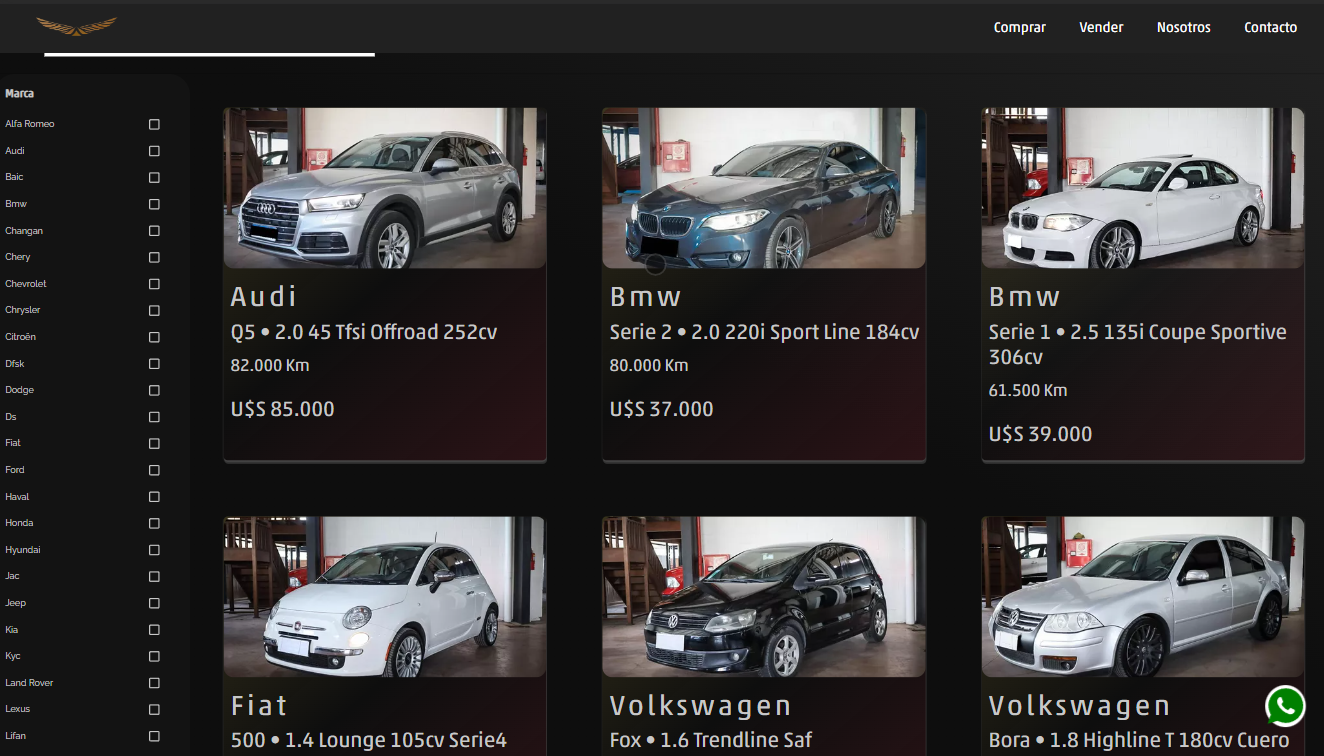 Comprar Vender Nosotros Contacto
Marca
Alfa Romeo
Audi
Baic
Bmw
Changan
Chery
Chevrolet
Chrysler
Citroën
Dfsk
Dodge
Ds
Fiat
Ford
Haval
Honda
Hyundai
Jac
Jeep
Kia
Kyc
Land Rover
Lexus
Lifan
Audi
Q5 • 2.0 45 Tfsi Offroad 252cv
82.000 Km
U$S 85.000
Bmw
Serie 2 • 2.0 220i Sport Line 184cv
80.000 Km
U$S 37.000
Bmw
Serie 1 • 2.5 135i Coupe Sportive
306cv
61.500 Km
U$S 39.000
Fiat
500 • 1.4 Lounge 105cv Serie4
Volkswagen
Fox • 1.6 Trendline Saf
Volkswagen
Bora • 1.8 Highline T 180cv Cuero